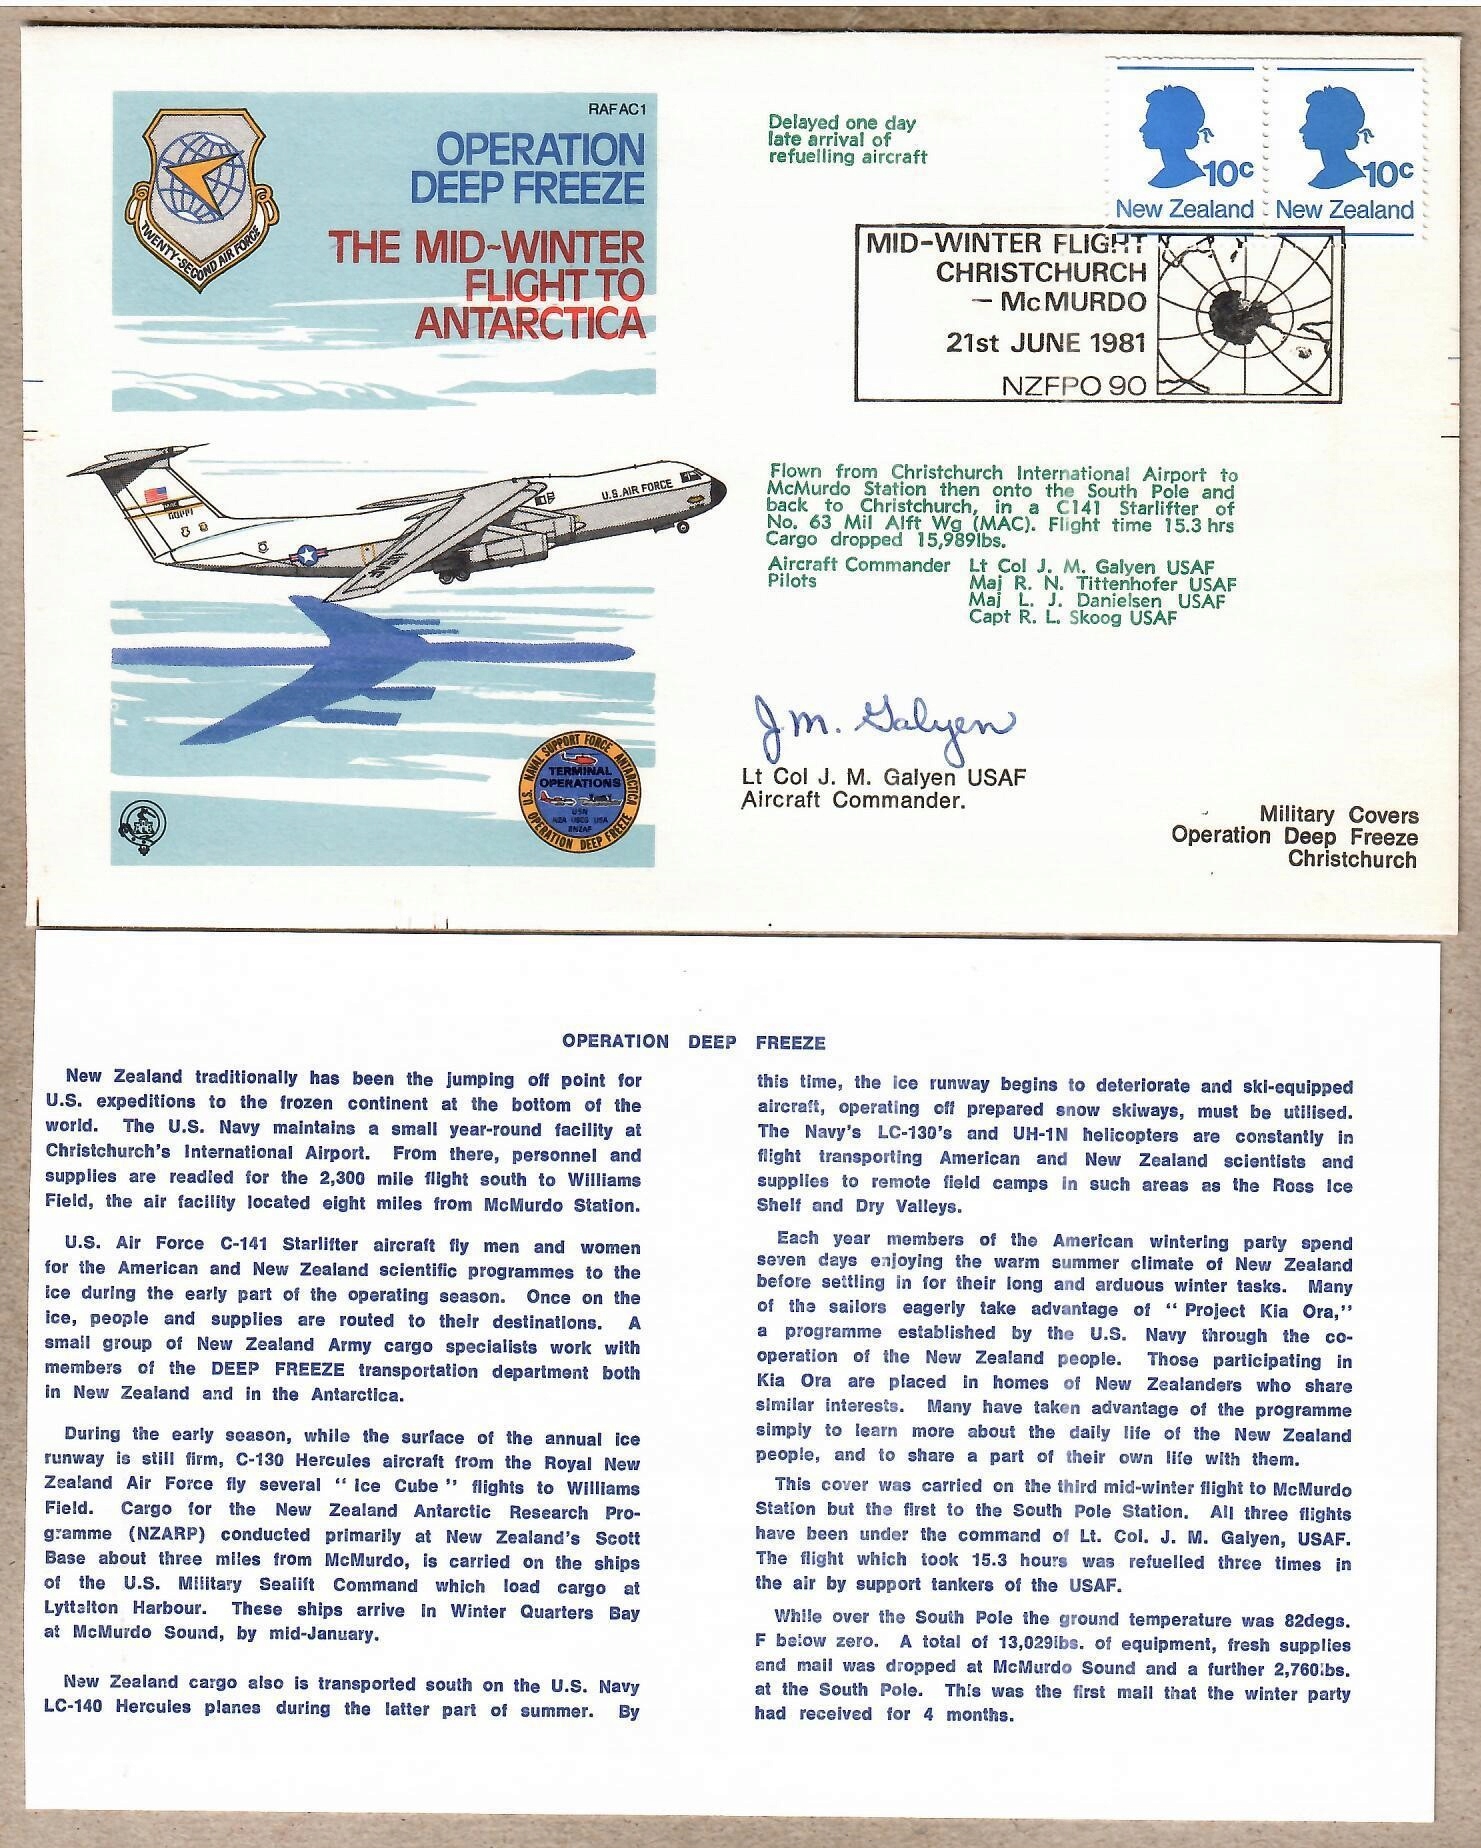 RAF AC1
OPERATION
DEEP FREEZE
THE MID~WINTER
FLIGHT TO
ANTARCTICA
TWENTY-SECOND AIR FORCE
U.S. AIR FORCE
U.S. NAVAL SUPPORT FORCE ANTARCTICA
TERMINAL
OPERATIONS
USN
NZA USCG USA
RNZAF
OPERATION DEEP FREEZE
Delayed one day
late arrival of
refuelling aircraft
10c
New Zealand
10c
New Zealand
MID-WINTER FLIGHT
CHRISTCHURCH
— McMURDO
21st JUNE 1981
NZFPO 90
Flown from Christchurch International Airport to
McMurdo Station then onto the South Pole and
back to Christchurch, in a C141 Starlifter of
No. 63 Mil Alft Wg (MAC). Flight time 15.3 hrs
Cargo dropped 15,989lbs.
Aircraft Commander Lt Col J. M. Galyen USAF
Pilots Maj R. N. Tittenhofer USAF
Maj L. J. Danielsen USAF
Capt R. L. Skoog USAF
J.M. Galyen
Lt Col J. M. Galyen USAF
Aircraft Commander.
Military Covers
Operation Deep Freeze
Christchurch
OPERATION DEEP FREEZE
New Zealand traditionally has been the jumping off point for
U.S. expeditions to the frozen continent at the bottom of the
world. The U.S. Navy maintains a small year-round facility at
Christchurch's International Airport. From there, personnel and
supplies are readied for the 2,300 mile flight south to Williams
Field, the air facility located eight miles from McMurdo Station.
U.S. Air Force C-141 Starlifter aircraft fly men and women
for the American and New Zealand scientific programmes to the
ice during the early part of the operating season. Once on the
ice, people and supplies are routed to their destinations. A
small group of New Zealand Army cargo specialists work with
members of the DEEP FREEZE transportation department both
in New Zealand and in the Antarctica.
During the early season, while the surface of the annual ice
runway is still firm, C-130 Hercules aircraft from the Royal New
Zealand Air Force fly several "Ice Cube" flights to Williams
Field. Cargo for the New Zealand Antarctic Research Pro-
gramme (NZARP) conducted primarily at New Zealand's Scott
Base about three miles from McMurdo, is carried on the ships
of the U.S. Military Sealift Command which load cargo at
Lyttelton Harbour. These ships arrive in Winter Quarters Bay
at McMurdo Sound, by mid-January.
New Zealand cargo also is transported south on the U.S. Navy
LC-140 Hercules planes during the latter part of summer. By
this time, the ice runway begins to deteriorate and ski-equipped
aircraft, operating off prepared snow skiways, must be utilised.
The Navy's LC-130's and UH-1N helicopters are constantly in
flight transporting American and New Zealand scientists and
supplies to remote field camps in such areas as the Ross Ice
Shelf and Dry Valleys.
Each year members of the American wintering party spend
seven days enjoying the warm summer climate of New Zealand
before settling in for their long and arduous winter tasks. Many
of the sailors eagerly take advantage of "Project Kia Ora,"
a programme established by the U.S. Navy through the co-
operation of the New Zealand people. Those participating in
Kia Ora are placed in homes of New Zealanders who share
similar interests. Many have taken advantage of the programme
simply to learn more about the daily life of the New Zealand
people, and to share a part of their own life with them.
This cover was carried on the third mid-winter flight to McMurdo
Station but the first to the South Pole Station. All three flights
have been under the command of Lt. Col. J. M. Galyen, USAF.
The flight which took 15.3 hours was refuelled three times in
the air by support tankers of the USAF.
While over the South Pole the ground temperature was 82degs.
F below zero. A total of 13,029lbs. of equipment, fresh supplies
and mail was dropped at McMurdo Sound and a further 2,760lbs.
at the South Pole. This was the first mail that the winter party
had received for 4 months.